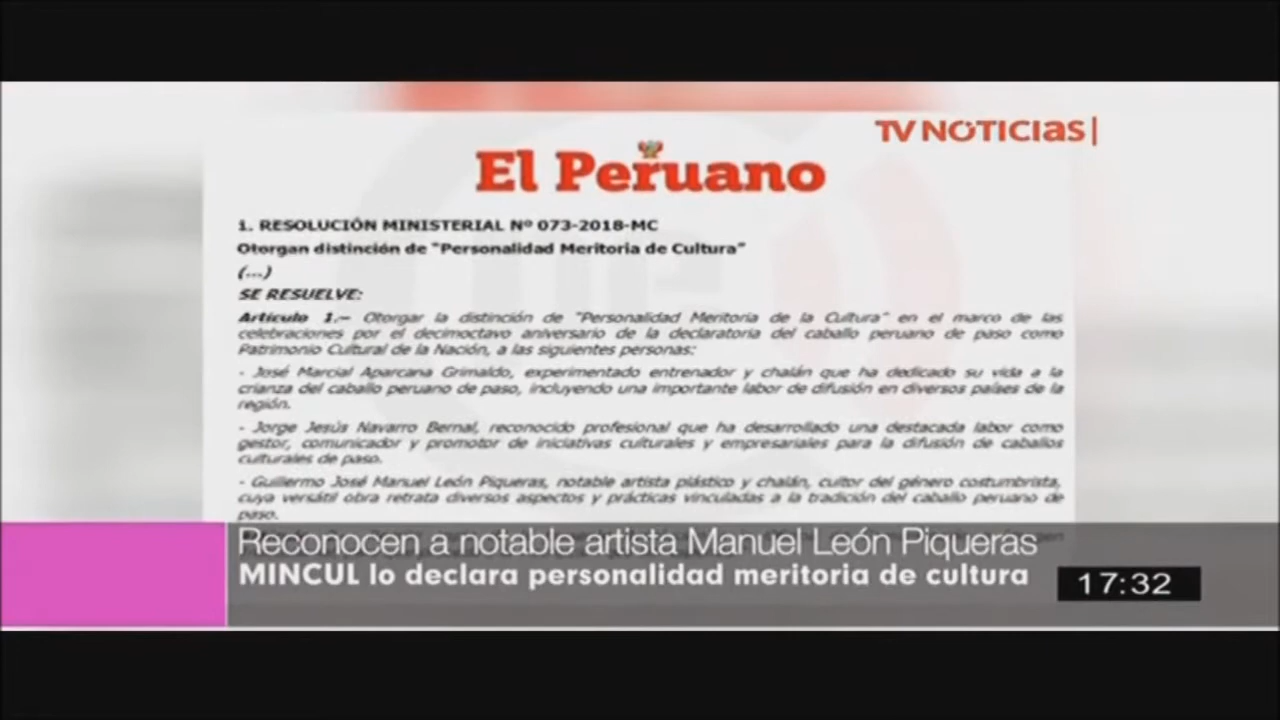 TV NOTICIAS|
El Peruano
1. RESOLUCIÓN MINISTERIAL Nº 073-2018-MC
Otorgan distinción de "Personalidad Meritoria de Cultura"
(...)
SE RESUELVE:
Artículo 1.- Otorgar la distinción de "Personalidad Meritoria de la Cultura" en el marco de las
celebraciones por el decimoctavo aniversario de la declaratoria del caballo peruano de paso como
Patrimonio Cultural de la Nación, a las siguientes personas:
- José Marcial Aparcana Grimaldo, experimentado entrenador y chalán que ha dedicado su vida a la
crianza del caballo peruano de paso, incluyendo una importante labor de difusión en diversos países de la
región.
- Jorge Jesús Navarro Bernal, reconocido profesional que ha desarrollado una destacada labor como
gestor, comunicador y promotor de iniciativas culturales y empresariales para la difusión de caballos
culturales de paso.
- Guillermo José Manuel León Piqueras, notable artista plástico y chalán, cultor del género costumbrista,
cuya versátil obra retrata diversos aspectos y prácticas vinculadas a la tradición del caballo peruano de
paso.
Reconocen a notable artista Manuel León Piqueras
MINCUL lo declara personalidad meritoria de cultura
17:32